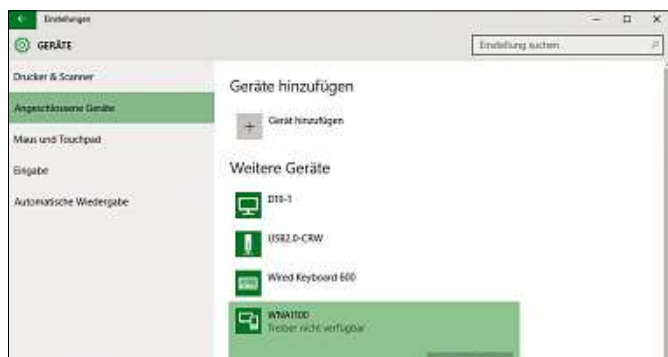 Einstellungen
GERÄTE
Einstellung suchen
Drucker & Scanner
Angeschlossene Geräte
Maus und Touchpad
Eingabe
Automatische Wiedergabe
Geräte hinzufügen
Gerät hinzufügen
Weitere Geräte
D19-1
USB2.0-CRW
Wired Keyboard 600
WNA1100
Treiber nicht verfügbar